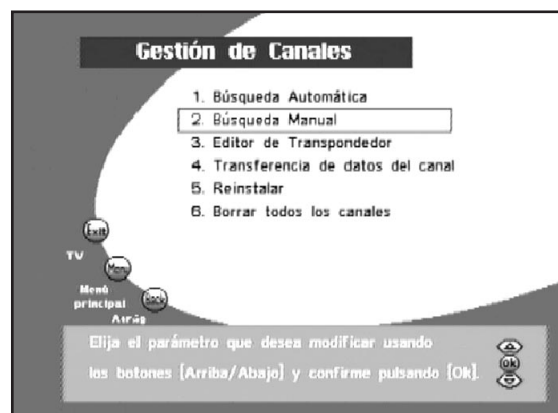 Gestión de Canales
1. Búsqueda Automática
2. Búsqueda Manual
3. Editor de Transpondedor
4. Transferencia de datos del canal
5. Reinstalar
6. Borrar todos los canales
Exit
TV
Menu
Menú
principal
Back
Atrás
Elija el parámetro que desea modificar usando
los botones [Arriba/Abajo] y confirme pulsando [Ok].
Ok